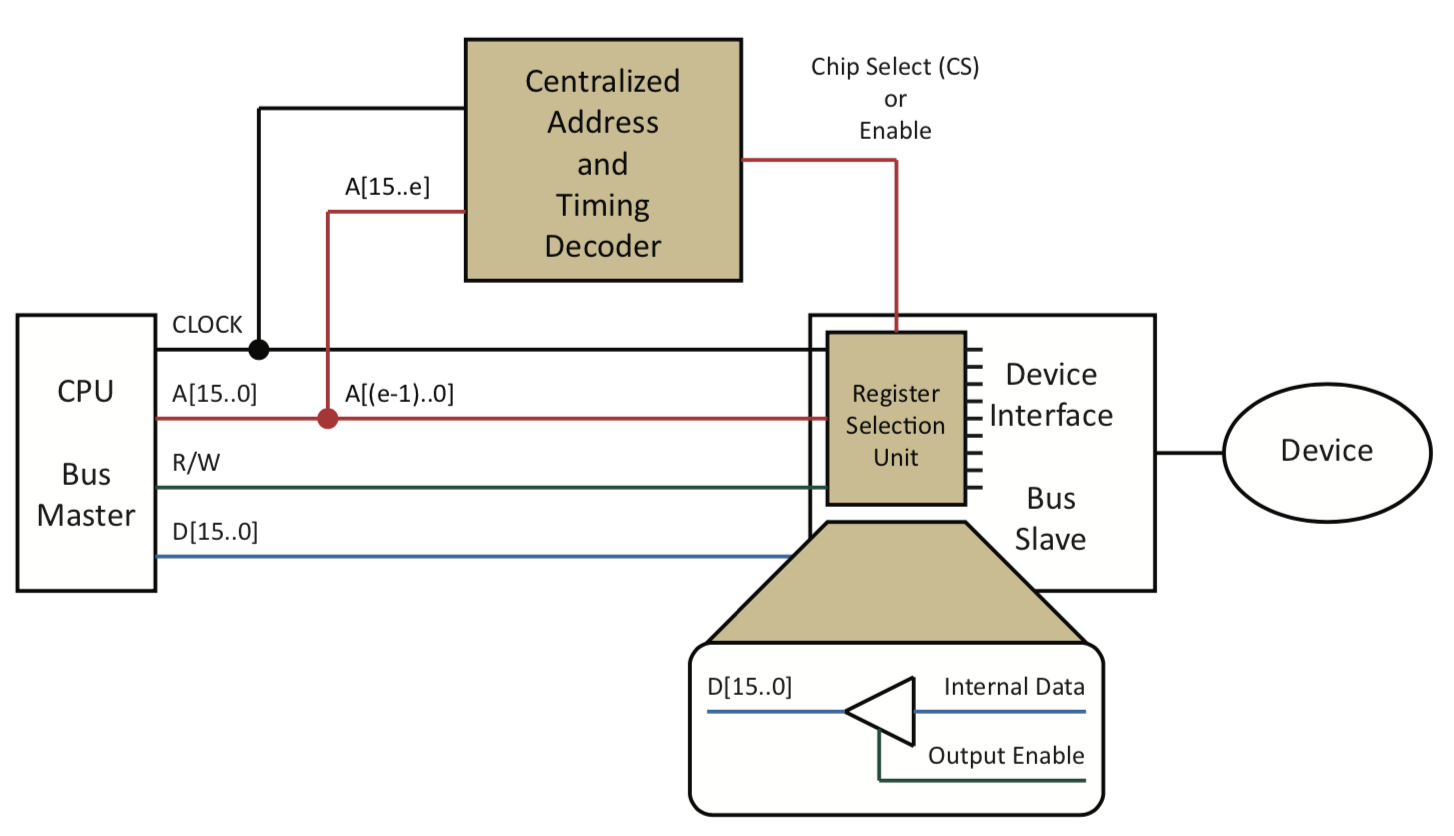 Centralized
Address
and
Timing
Decoder
Chip Select (CS)
or
Enable
A[15..e]
CLOCK
A[15..0]
A[(e-1)..0]
R/W
D[15..0]
CPU
Bus
Master
Register
Selection
Unit
Device
Interface
Bus
Slave
Device
D[15..0]
Internal Data
Output Enable